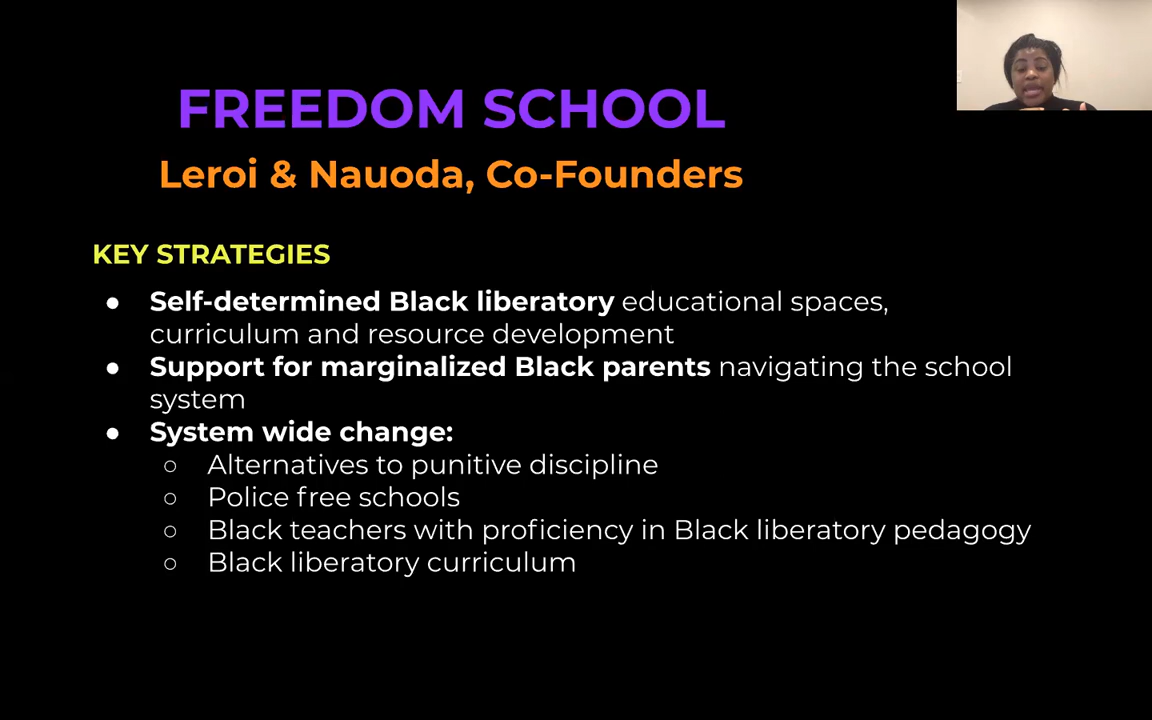 FREEDOM SCHOOL
Leroi & Nauoda, Co-Founders
KEY STRATEGIES
● Self-determined Black liberatory educational spaces,
curriculum and resource development
● Support for marginalized Black parents navigating the school
system
● System wide change:
○ Alternatives to punitive discipline
○ Police free schools
○ Black teachers with proficiency in Black liberatory pedagogy
○ Black liberatory curriculum